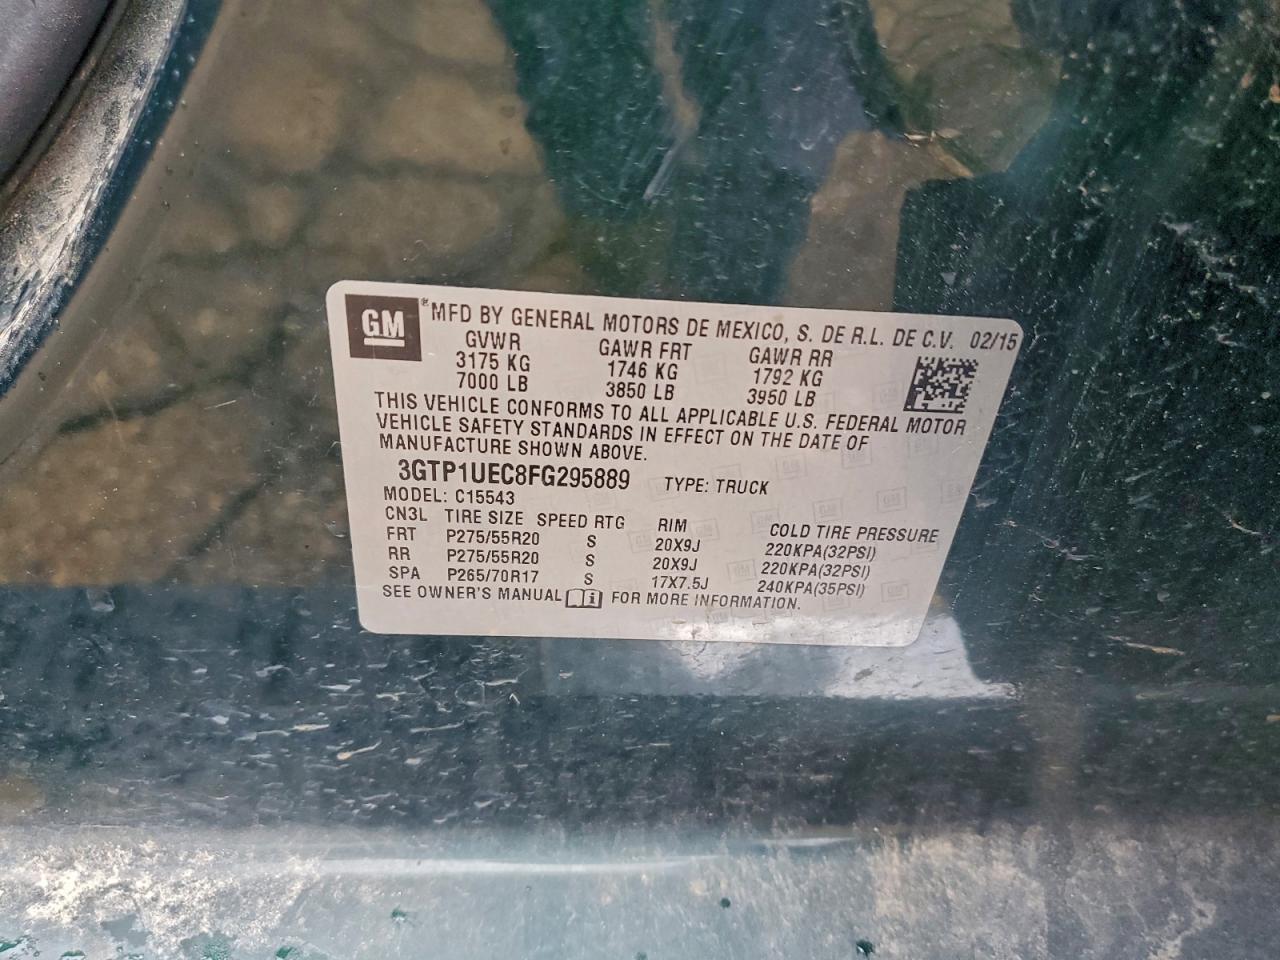 GM ® MFD BY GENERAL MOTORS DE MEXICO, S. DE R.L. DE C.V. 02/15
GVWR GAWR FRT GAWR RR
3175 KG 1746 KG 1792 KG
7000 LB 3850 LB 3950 LB
THIS VEHICLE CONFORMS TO ALL APPLICABLE U.S. FEDERAL MOTOR
VEHICLE SAFETY STANDARDS IN EFFECT ON THE DATE OF
MANUFACTURE SHOWN ABOVE.
3GTP1UEC8FG295889 TYPE: TRUCK
MODEL: C15543
CN3L TIRE SIZE SPEED RTG RIM COLD TIRE PRESSURE
FRT P275/55R20 S 20X9J 220KPA(32PSI)
RR P275/55R20 S 20X9J 220KPA(32PSI)
SPA P265/70R17 S 17X7.5J 240KPA(35PSI)
SEE OWNER'S MANUAL FOR MORE INFORMATION.